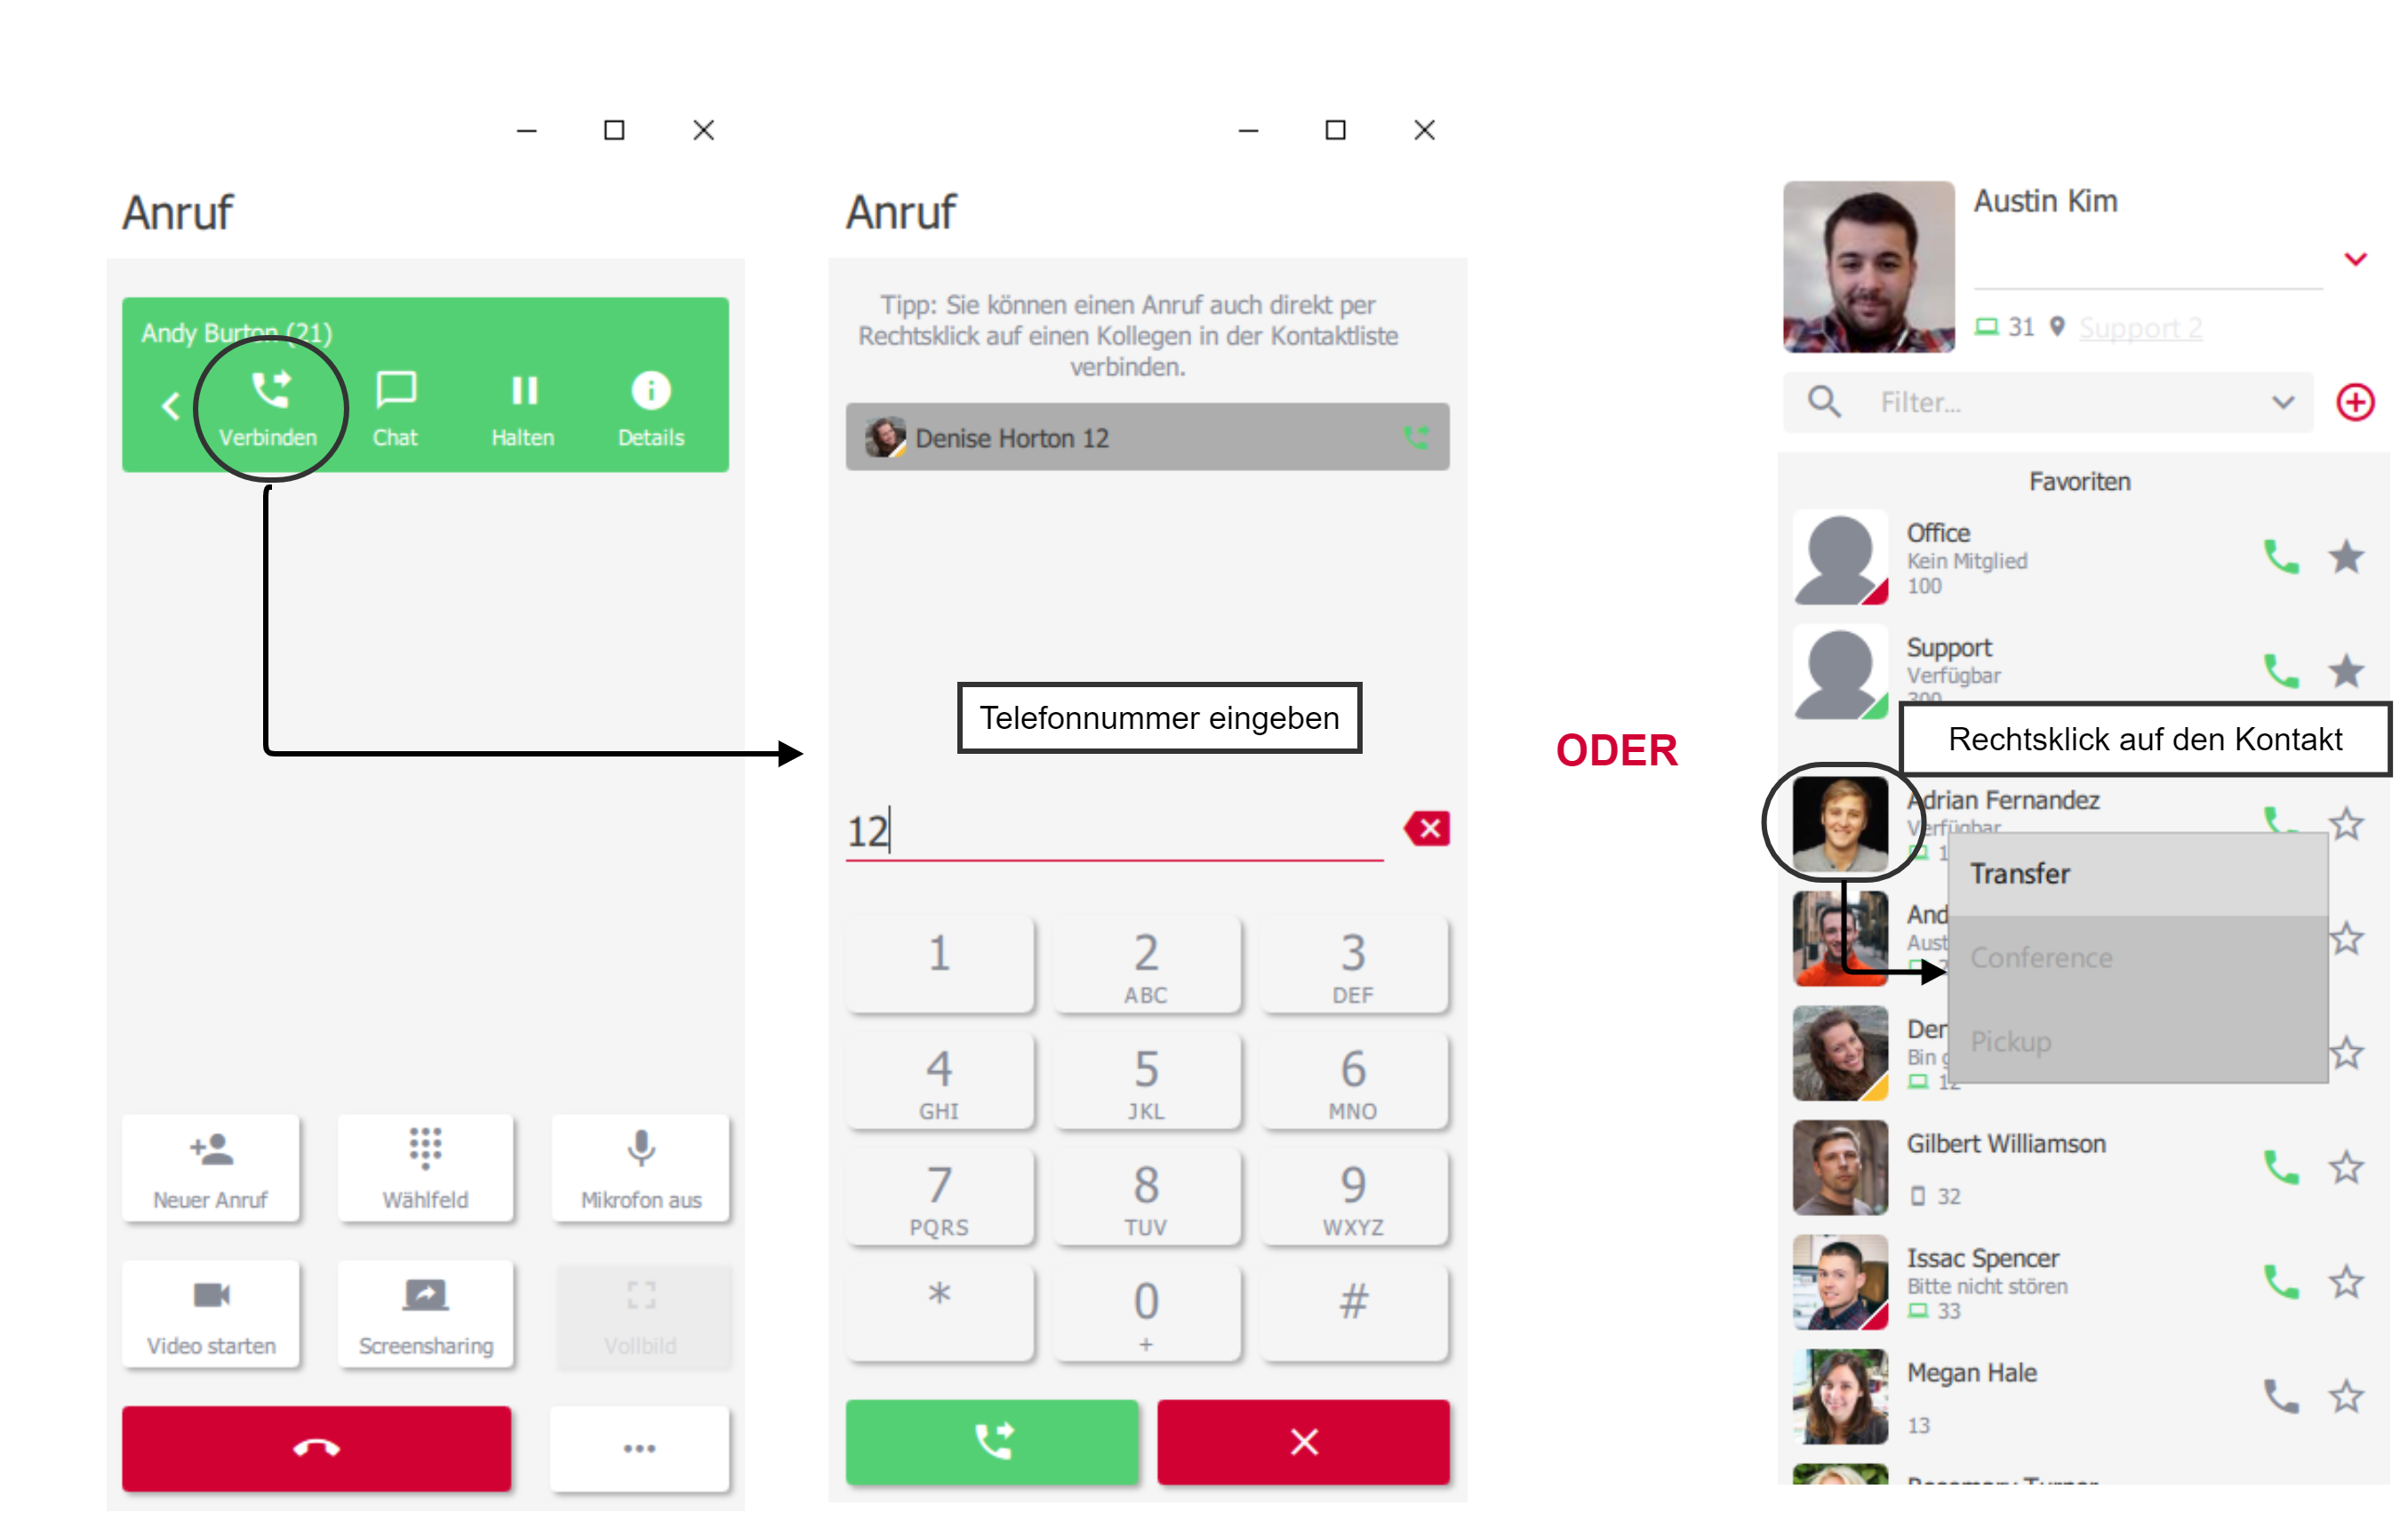 Anruf
Andy Burton (21)
Verbinden
Chat
Halten
Details
Neuer Anruf
Wählfeld
Mikrofon aus
Video starten
Screensharing
Vollbild
Anruf
Tipp: Sie können einen Anruf auch direkt per
Rechtsklick auf einen Kollegen in der Kontaktliste
verbinden.
Denise Horton 12
Telefonnummer eingeben
12
1
2
3
ABC
DEF
4
5
6
GHI
JKL
MNO
7
8
9
PQRS
TUV
WXYZ
*
0
#
+
ODER
Austin Kim
31
Support 2
Filter...
Favoriten
Office
Kein Mitglied
100
Support
Verfügbar
300
Rechtsklick auf den Kontakt
Adrian Fernandez
Verfügbar
1
Transfer
And
Aust
Conference
Der
Pickup
Bin g
12
Gilbert Williamson
32
Issac Spencer
Bitte nicht stören
33
Megan Hale
13